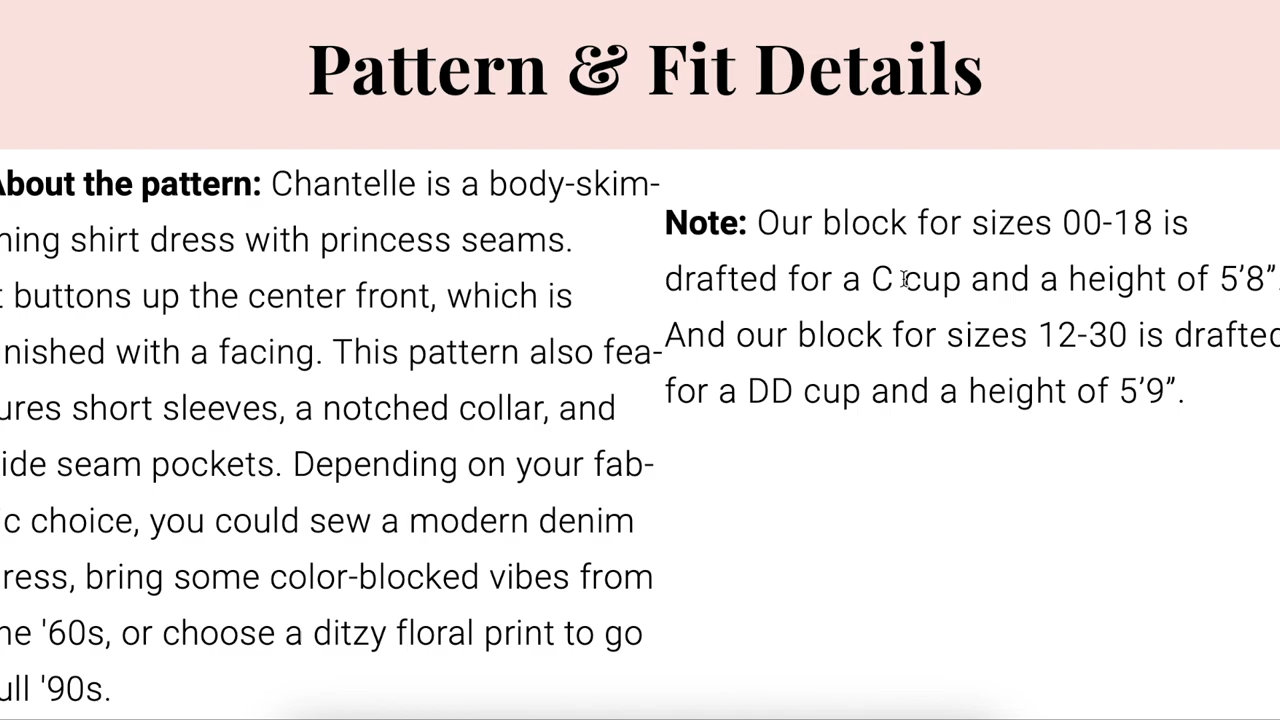 Pattern & Fit Details
About the pattern: Chantelle is a body-skim-
ming shirt dress with princess seams.
t buttons up the center front, which is
nished with a facing. This pattern also fea-
ures short sleeves, a notched collar, and
ide seam pockets. Depending on your fab-
ic choice, you could sew a modern denim
ress, bring some color-blocked vibes from
he '60s, or choose a ditzy floral print to go
ull '90s.
Note: Our block for sizes 00-18 is
drafted for a C cup and a height of 5’8”.
And our block for sizes 12-30 is drafted
for a DD cup and a height of 5’9”.